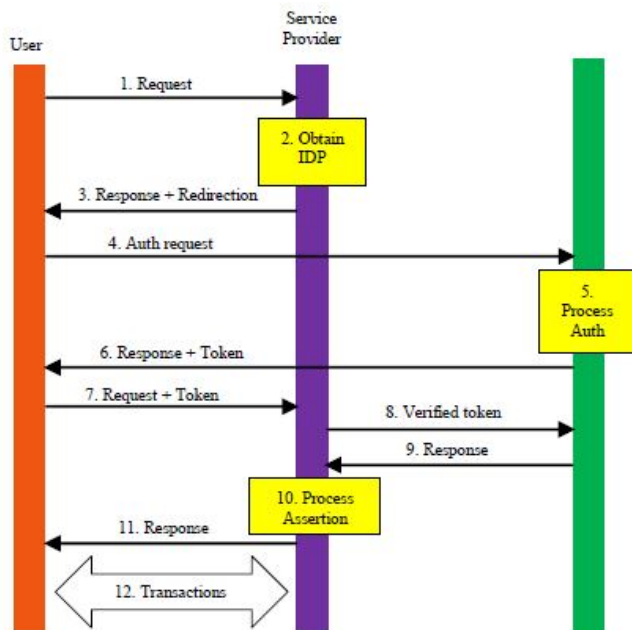 Service
Provider
User
1. Request
2. Obtain
IDP
3. Response + Redirection
4. Auth request
5.
Process
Auth
6. Response + Token
7. Request + Token
8. Verified token
9. Response
10. Process
Assertion
11. Response
12. Transactions